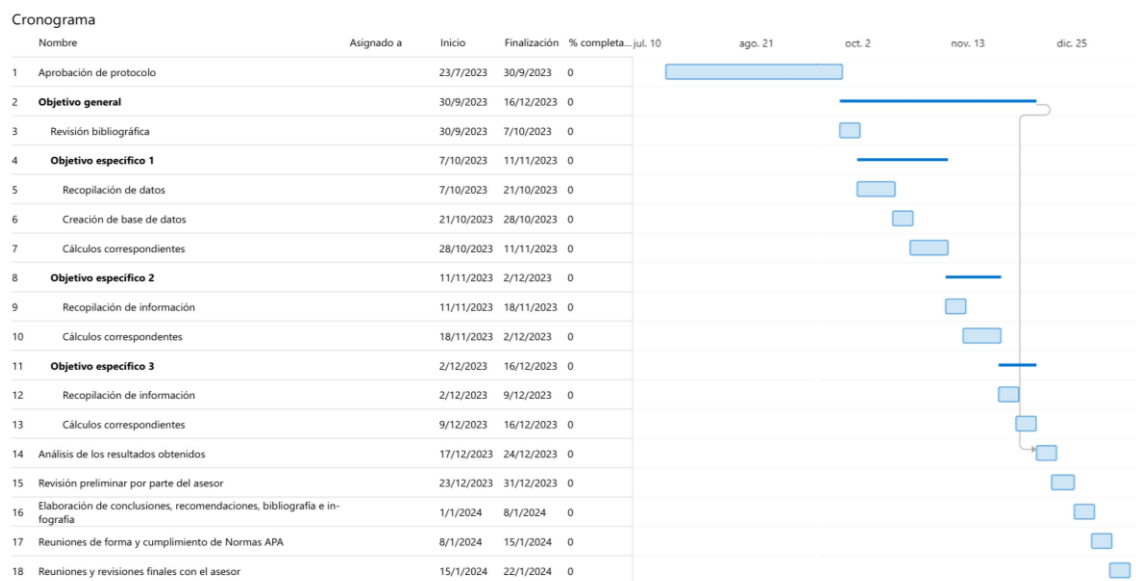 Cronograma
Nombre Asignado a Inicio Finalización % completa... jul. 10 ago. 21 oct. 2 nov. 13 dic. 25
1 Aprobación de protocolo 23/7/2023 30/9/2023 0
2 Objetivo general 30/9/2023 16/12/2023 0
3 Revisión bibliográfica 30/9/2023 7/10/2023 0
4 Objetivo específico 1 7/10/2023 11/11/2023 0
5 Recopilación de datos 7/10/2023 21/10/2023 0
6 Creación de base de datos 21/10/2023 28/10/2023 0
7 Cálculos correspondientes 28/10/2023 11/11/2023 0
8 Objetivo específico 2 11/11/2023 2/12/2023 0
9 Recopilación de información 11/11/2023 18/11/2023 0
10 Cálculos correspondentes 18/11/2023 2/12/2023 0
11 Objetivo específico 3 2/12/2023 16/12/2023 0
12 Recopilación de información 2/12/2023 9/12/2023 0
13 Cálculos correspondientes 9/12/2023 16/12/2023 0
14 Análisis de los resultados obtenidos 17/12/2023 24/12/2023 0
15 Revisión preliminar por parte del asesor 23/12/2023 31/12/2023 0
16 Elaboración de conclusiones, recomendaciones, bibliografía e in-
fografía 1/1/2024 8/1/2024 0
17 Reuniones de forma y cumplimiento de Normas APA 8/1/2024 15/1/2024 0
18 Reuniones y revisiones finales con el asesor 15/1/2024 22/1/2024 0